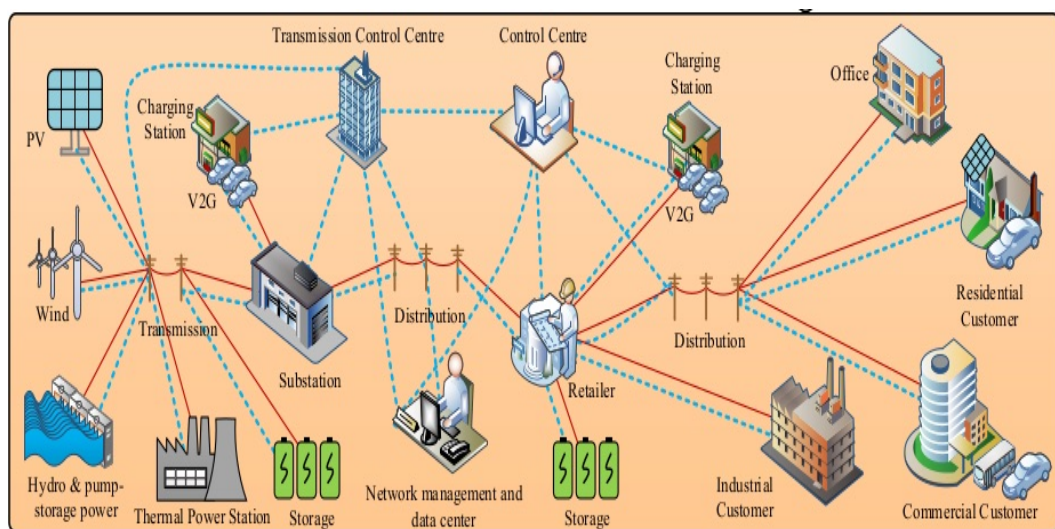 Transmission Control Centre
Control Centre
Charging
Station
Charging
Station
Office
PV
V2G
V2G
Wind
Transmission
Distribution
Distribution
Residential
Customer
Substation
Retailer
Hydro & pump-
storage power
Thermal Power Station
Storage
Network management and
data center
Storage
Industrial
Customer
Commercial Customer